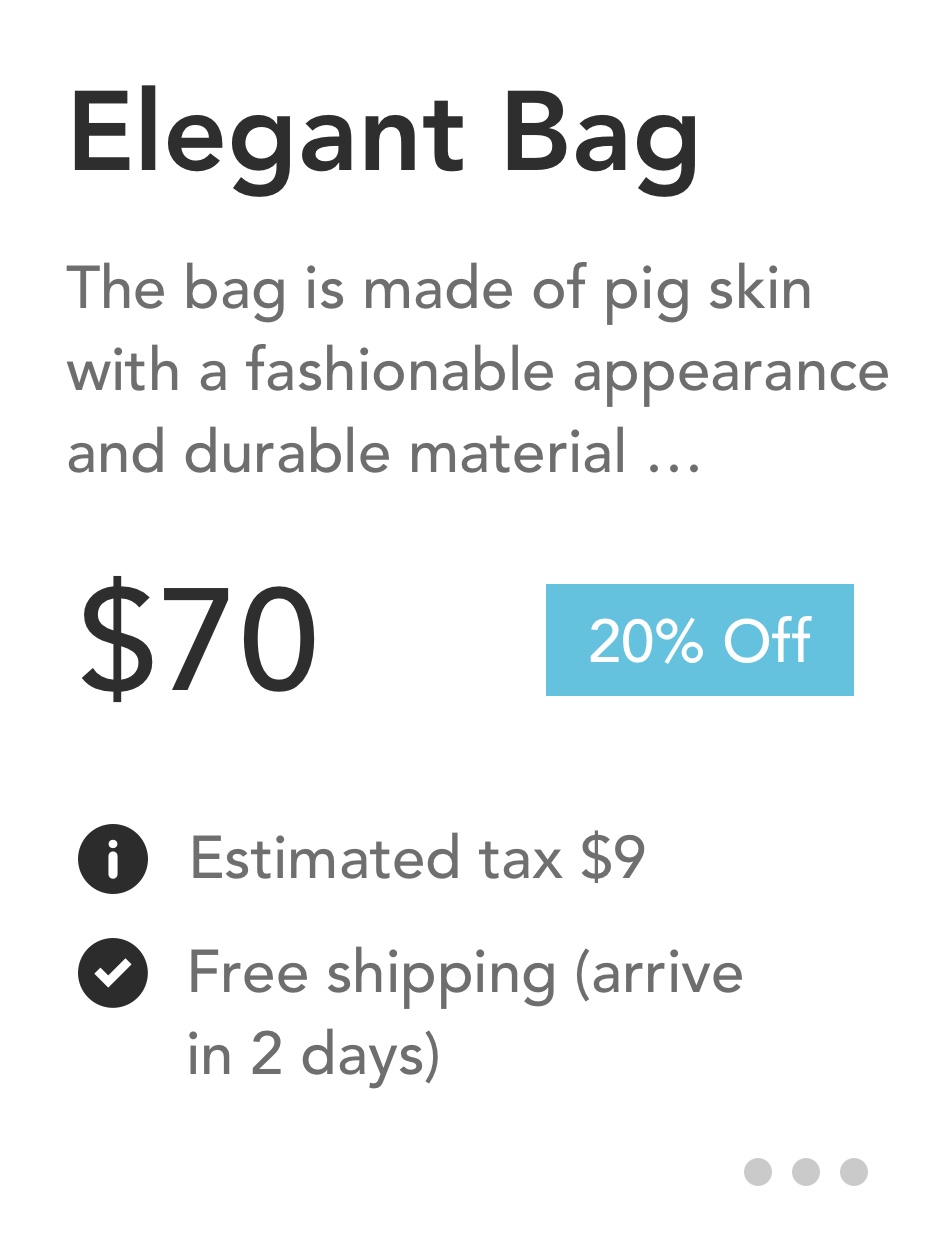 Elegant Bag
The bag is made of pig skin
with a fashionable appearance
and durable material ...
$70
20% Off
Estimated tax $9
Free shipping (arrive
in 2 days)